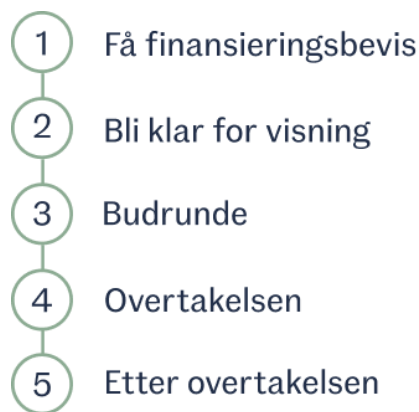 1 Få finansieringsbevis
2 Bli klar for visning
3 Budrunde
4 Overtakelsen
5 Etter overtakelsen